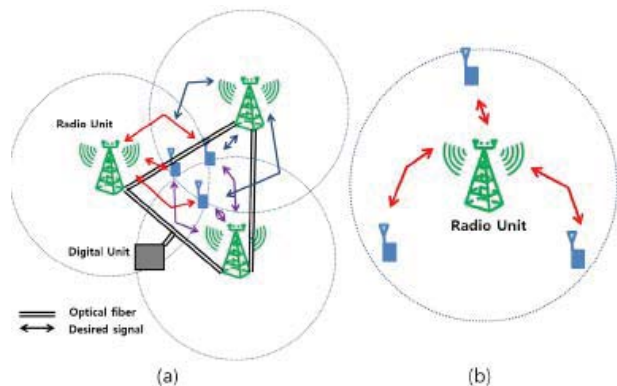 Radio Unit
Digital Unit
Optical fiber
Desired signal
(a)
Radio Unit
(b)